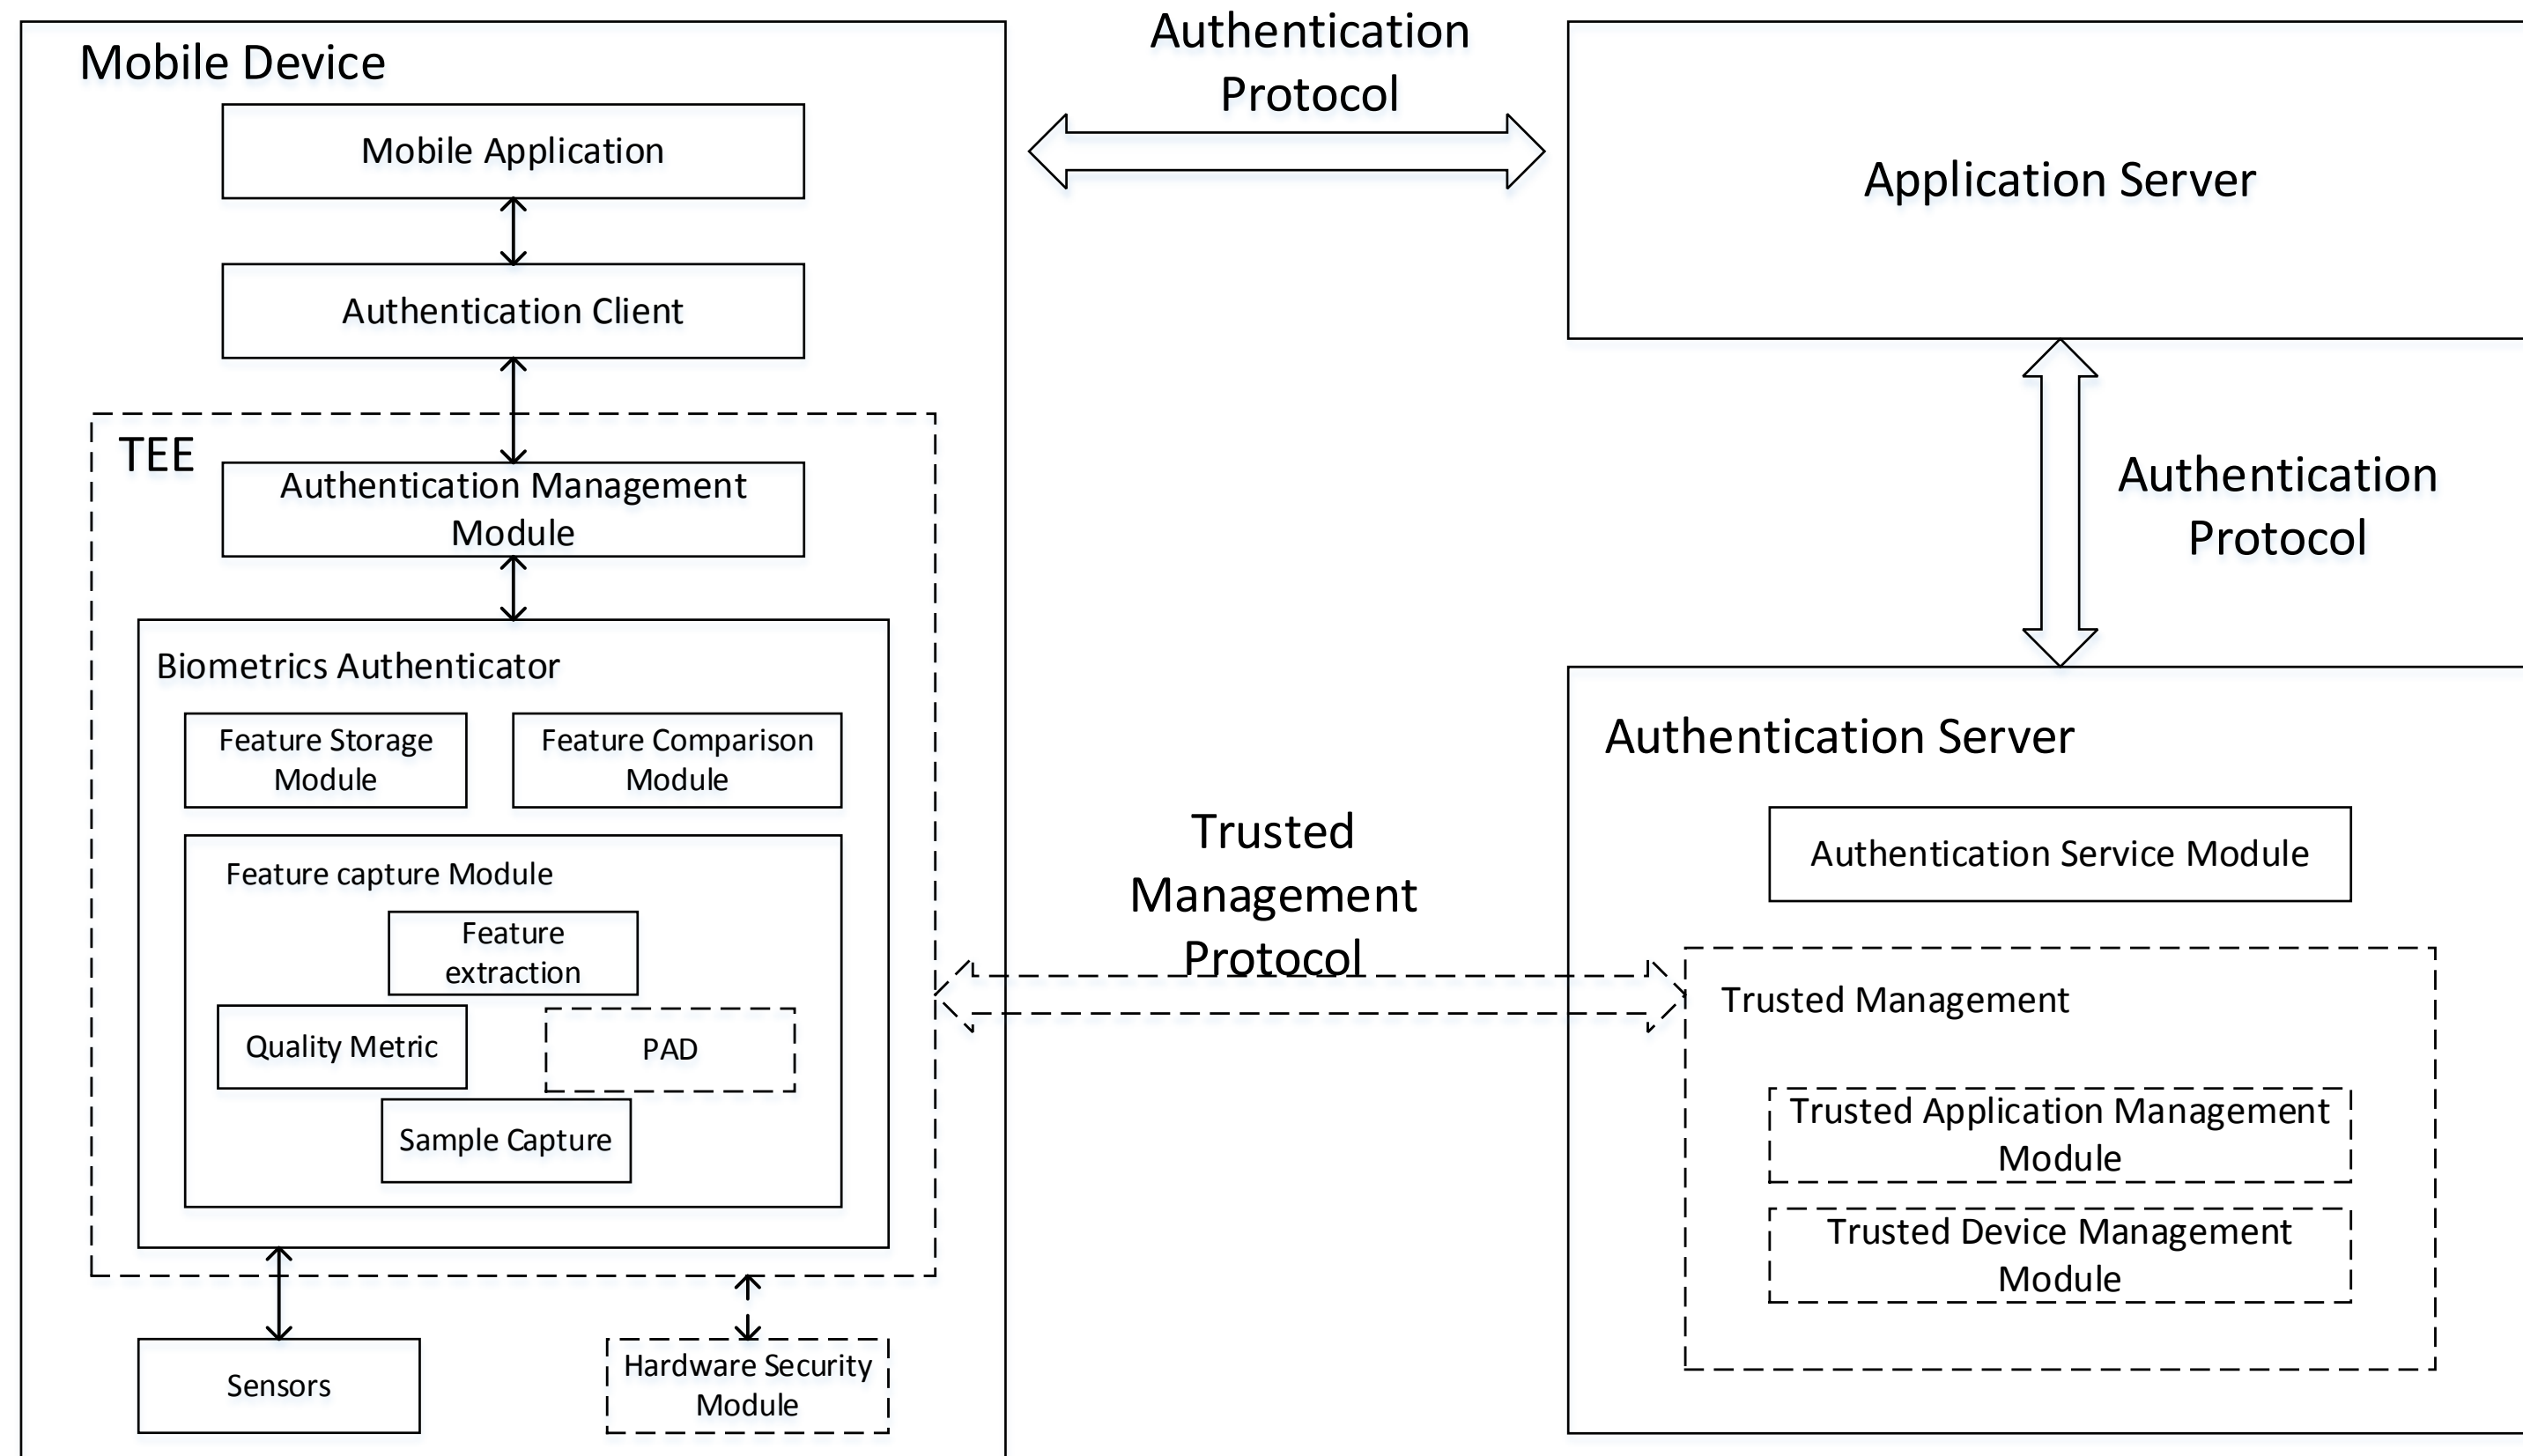 Mobile Device
Mobile Application
Authentication Client
TEE
Authentication Management
Module
Biometrics Authenticator
Feature Storage
Module
Feature Comparison
Module
Feature capture Module
Feature
extraction
Quality Metric
PAD
Sample Capture
Sensors
Hardware Security
Module
Authentication
Protocol
Trusted
Management
Protocol
Application Server
Authentication
Protocol
Authentication Server
Authentication Service Module
Trusted Management
Trusted Application Management
Module
Trusted Device Management
Module